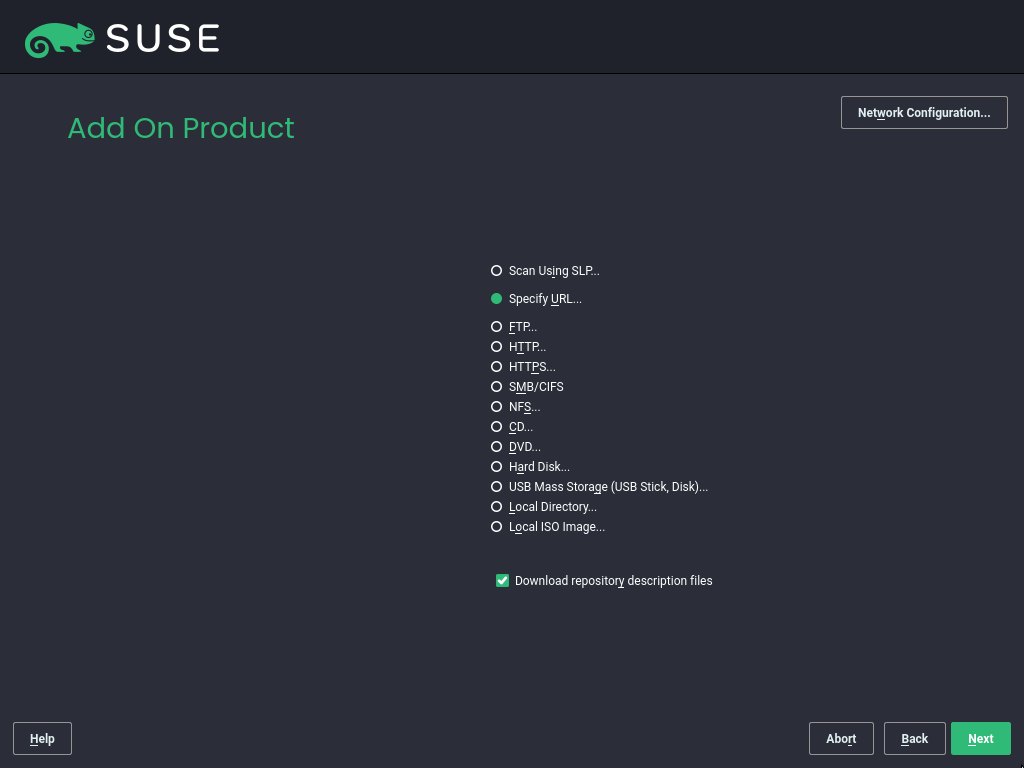 SUSE
Add On Product
Network Configuration...
Scan Using SLP...
Specify URL...
FTP...
HTTP...
HTTPS...
SMB/CIFS
NFS...
CD...
DVD...
Hard Disk...
USB Mass Storage (USB Stick, Disk)...
Local Directory...
Local ISO Image...
Download repository description files
Help
Abort
Back
Next